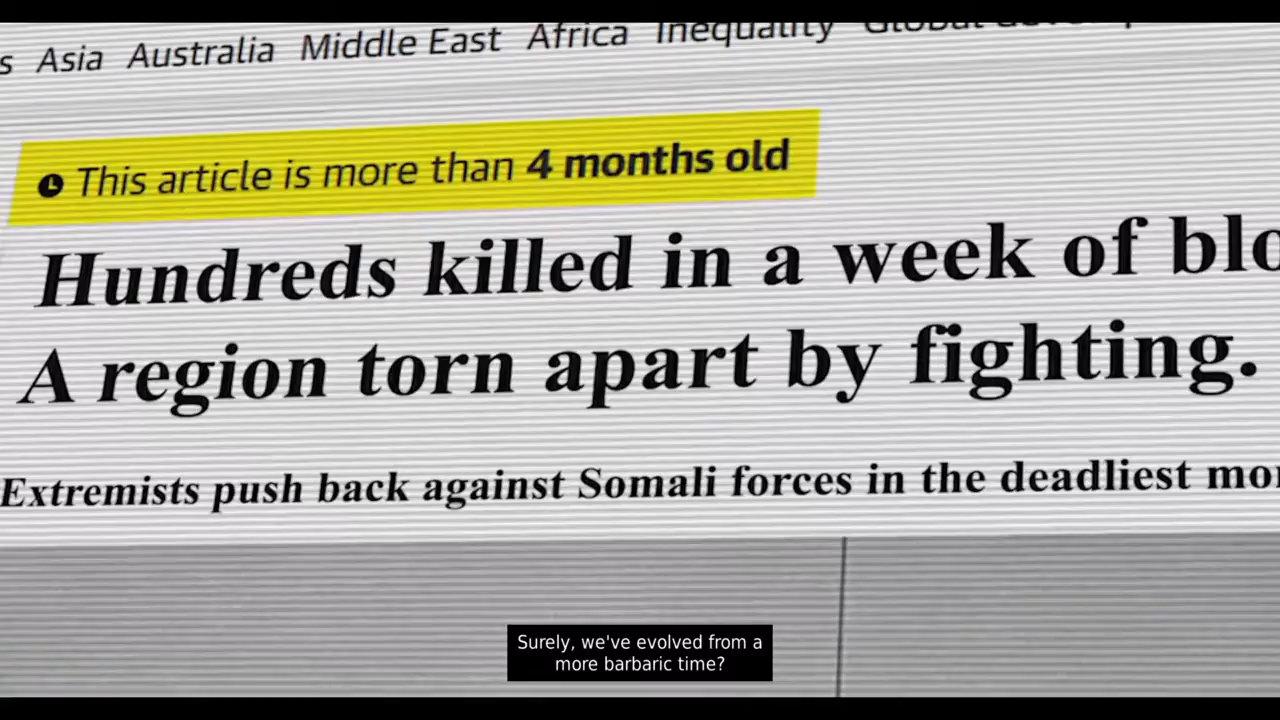 Asia Australia Middle East Africa Inequality
This article is more than 4 months old
Hundreds killed in a week of
A region torn apart by fighting.
Extremists push back against Somali forces in the deadliest
Surely, we've evolved from a
more barbaric time?